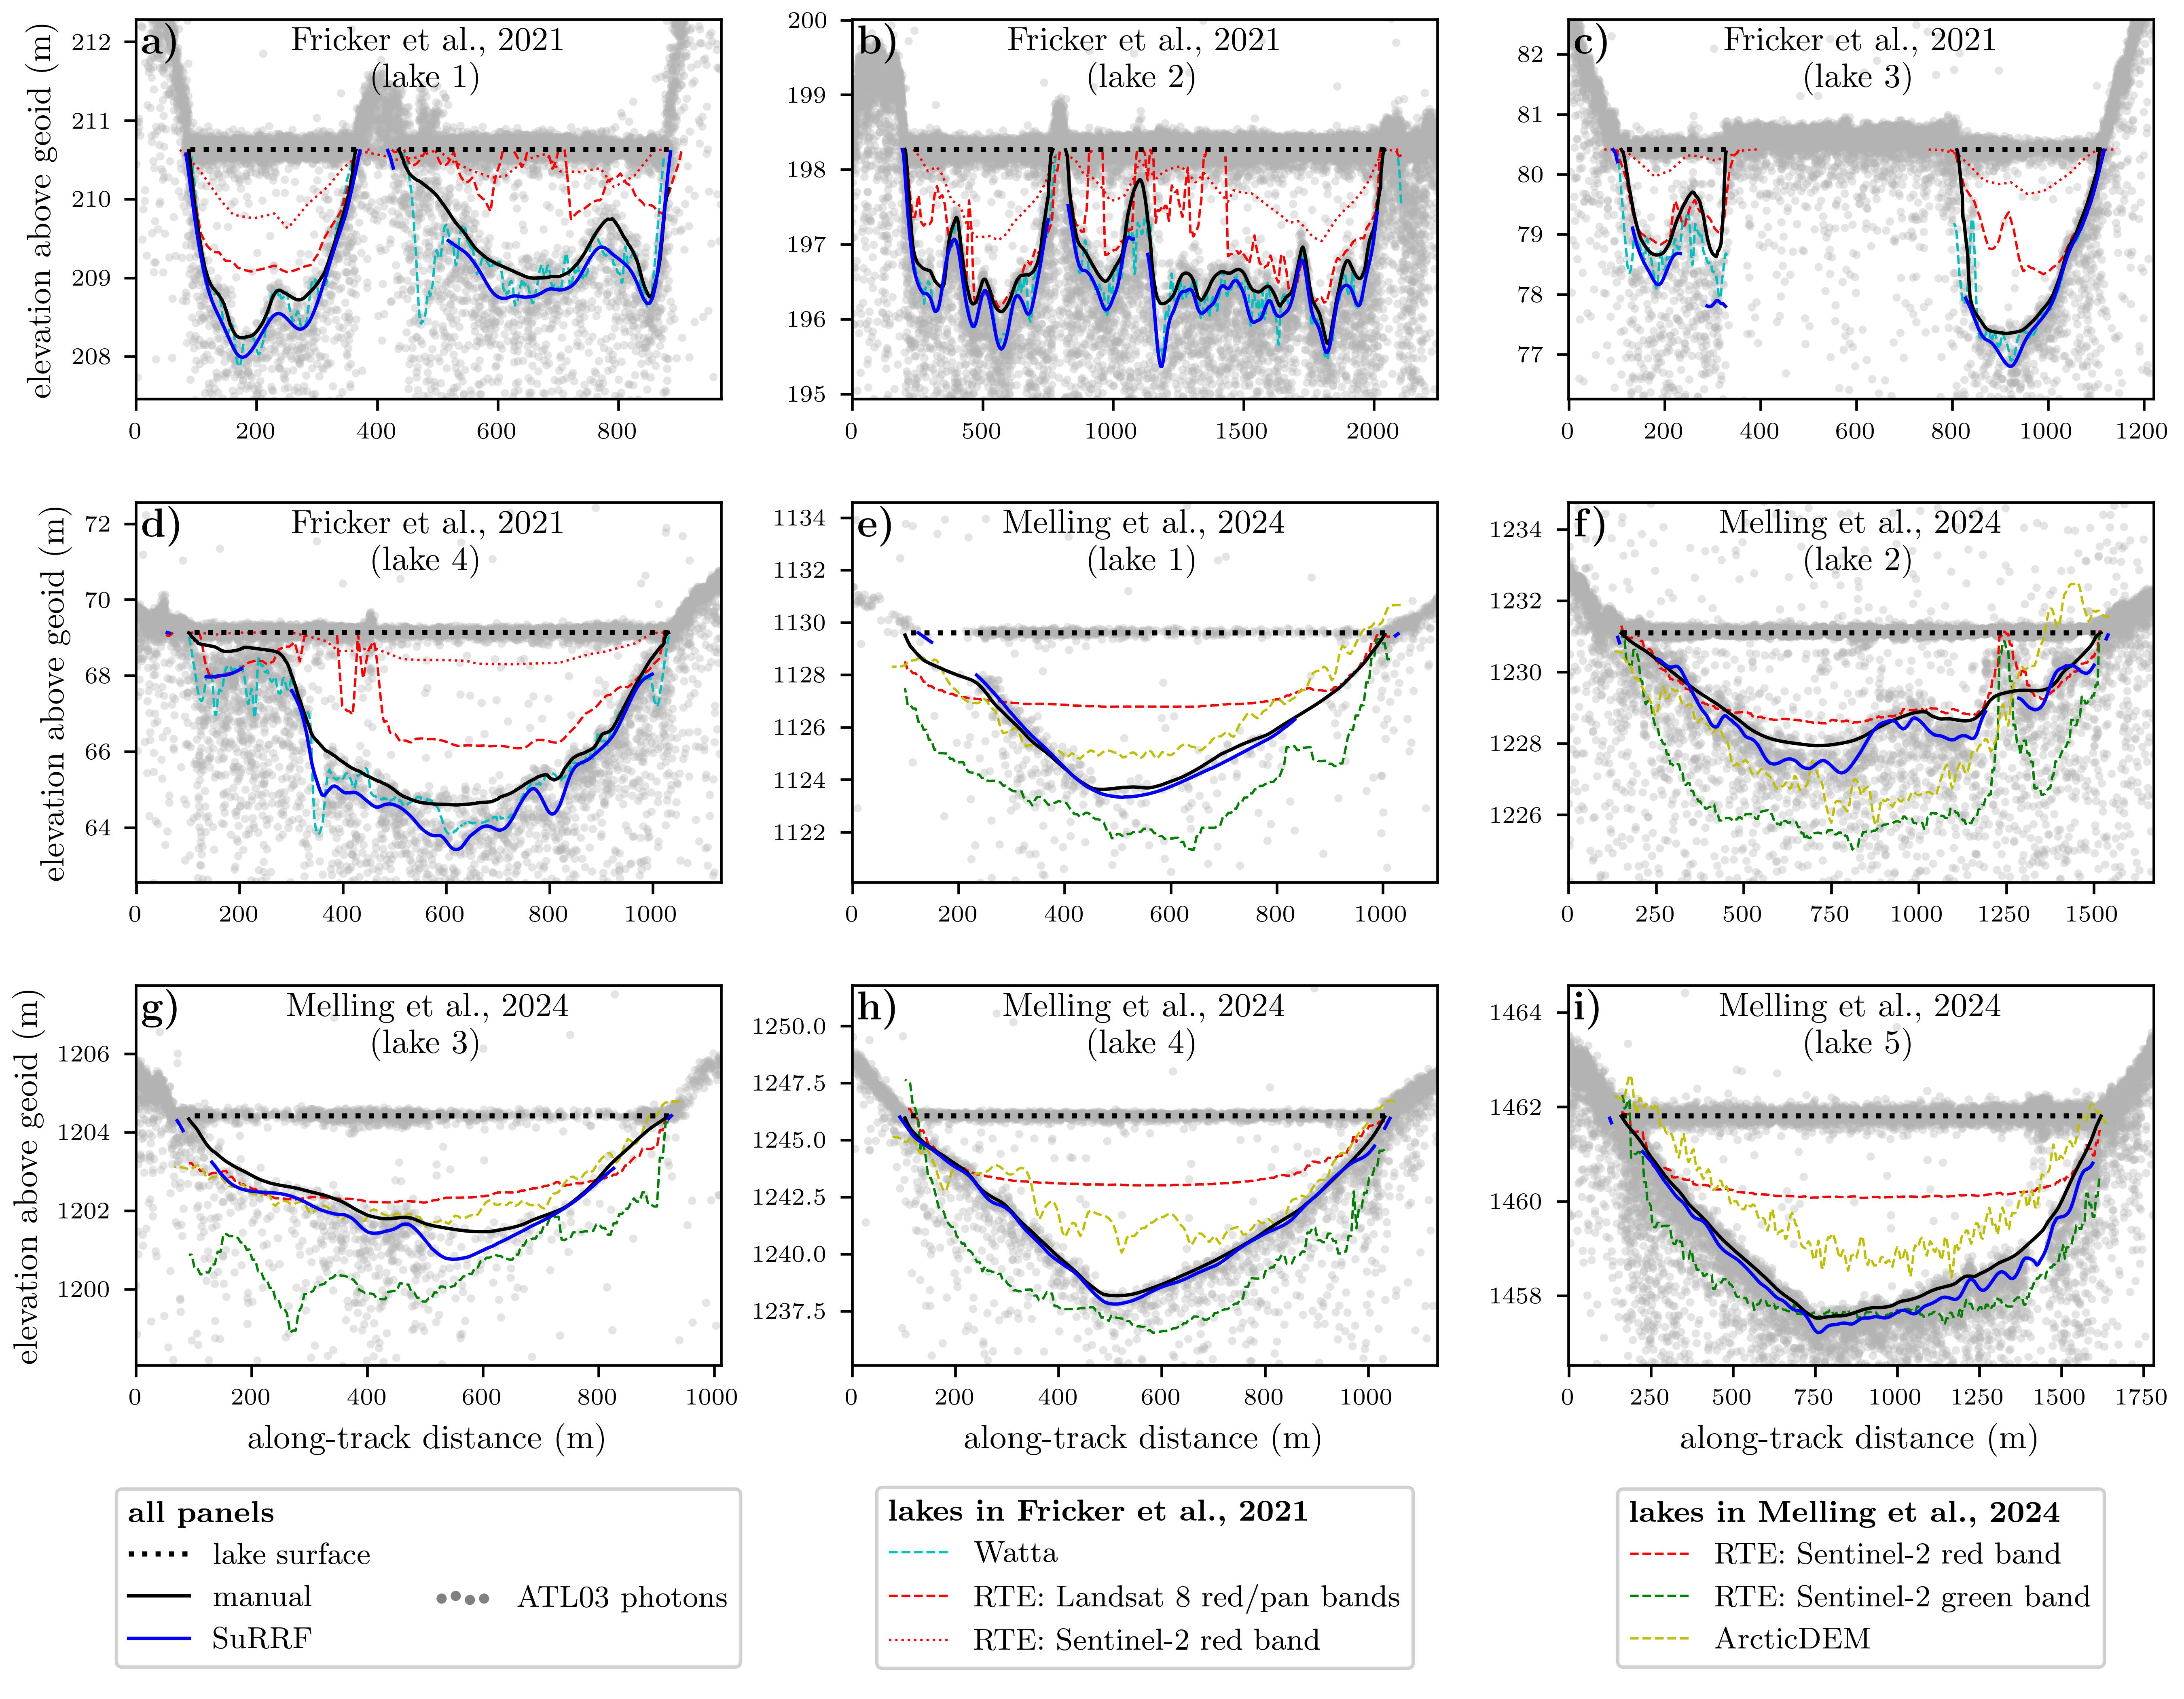 a) Fricker et al., 2021
(lake 1)
elevation above geoid (m)
212
211
210
209
208
0 200 400 600 800
b) Fricker et al., 2021
(lake 2)
200
199
198
197
196
195
0 500 1000 1500 2000
c) Fricker et al., 2021
(lake 3)
82
81
80
79
78
77
0 200 400 600 800 1000 1200
d) Fricker et al., 2021
(lake 4)
elevation above geoid (m)
72
70
68
66
64
0 200 400 600 800 1000
e) Melling et al., 2024
(lake 1)
1134
1132
1130
1128
1126
1124
1122
0 200 400 600 800 1000
f) Melling et al., 2024
(lake 2)
1234
1232
1230
1228
1226
0 250 500 750 1000 1250 1500
g) Melling et al., 2024
(lake 3)
elevation above geoid (m)
1206
1204
1202
1200
0 200 400 600 800 1000
along-track distance (m)
h) Melling et al., 2024
(lake 4)
1250.0
1247.5
1245.0
1242.5
1240.0
1237.5
0 200 400 600 800 1000
along-track distance (m)
i) Melling et al., 2024
(lake 5)
1464
1462
1460
1458
0 250 500 750 1000 1250 1500 1750
along-track distance (m)
all panels
lake surface
manual
SuRRF
ATL03 photons
lakes in Fricker et al., 2021
Watta
RTE: Landsat 8 red/pan bands
RTE: Sentinel-2 red band
lakes in Melling et al., 2024
RTE: Sentinel-2 red band
RTE: Sentinel-2 green band
ArcticDEM